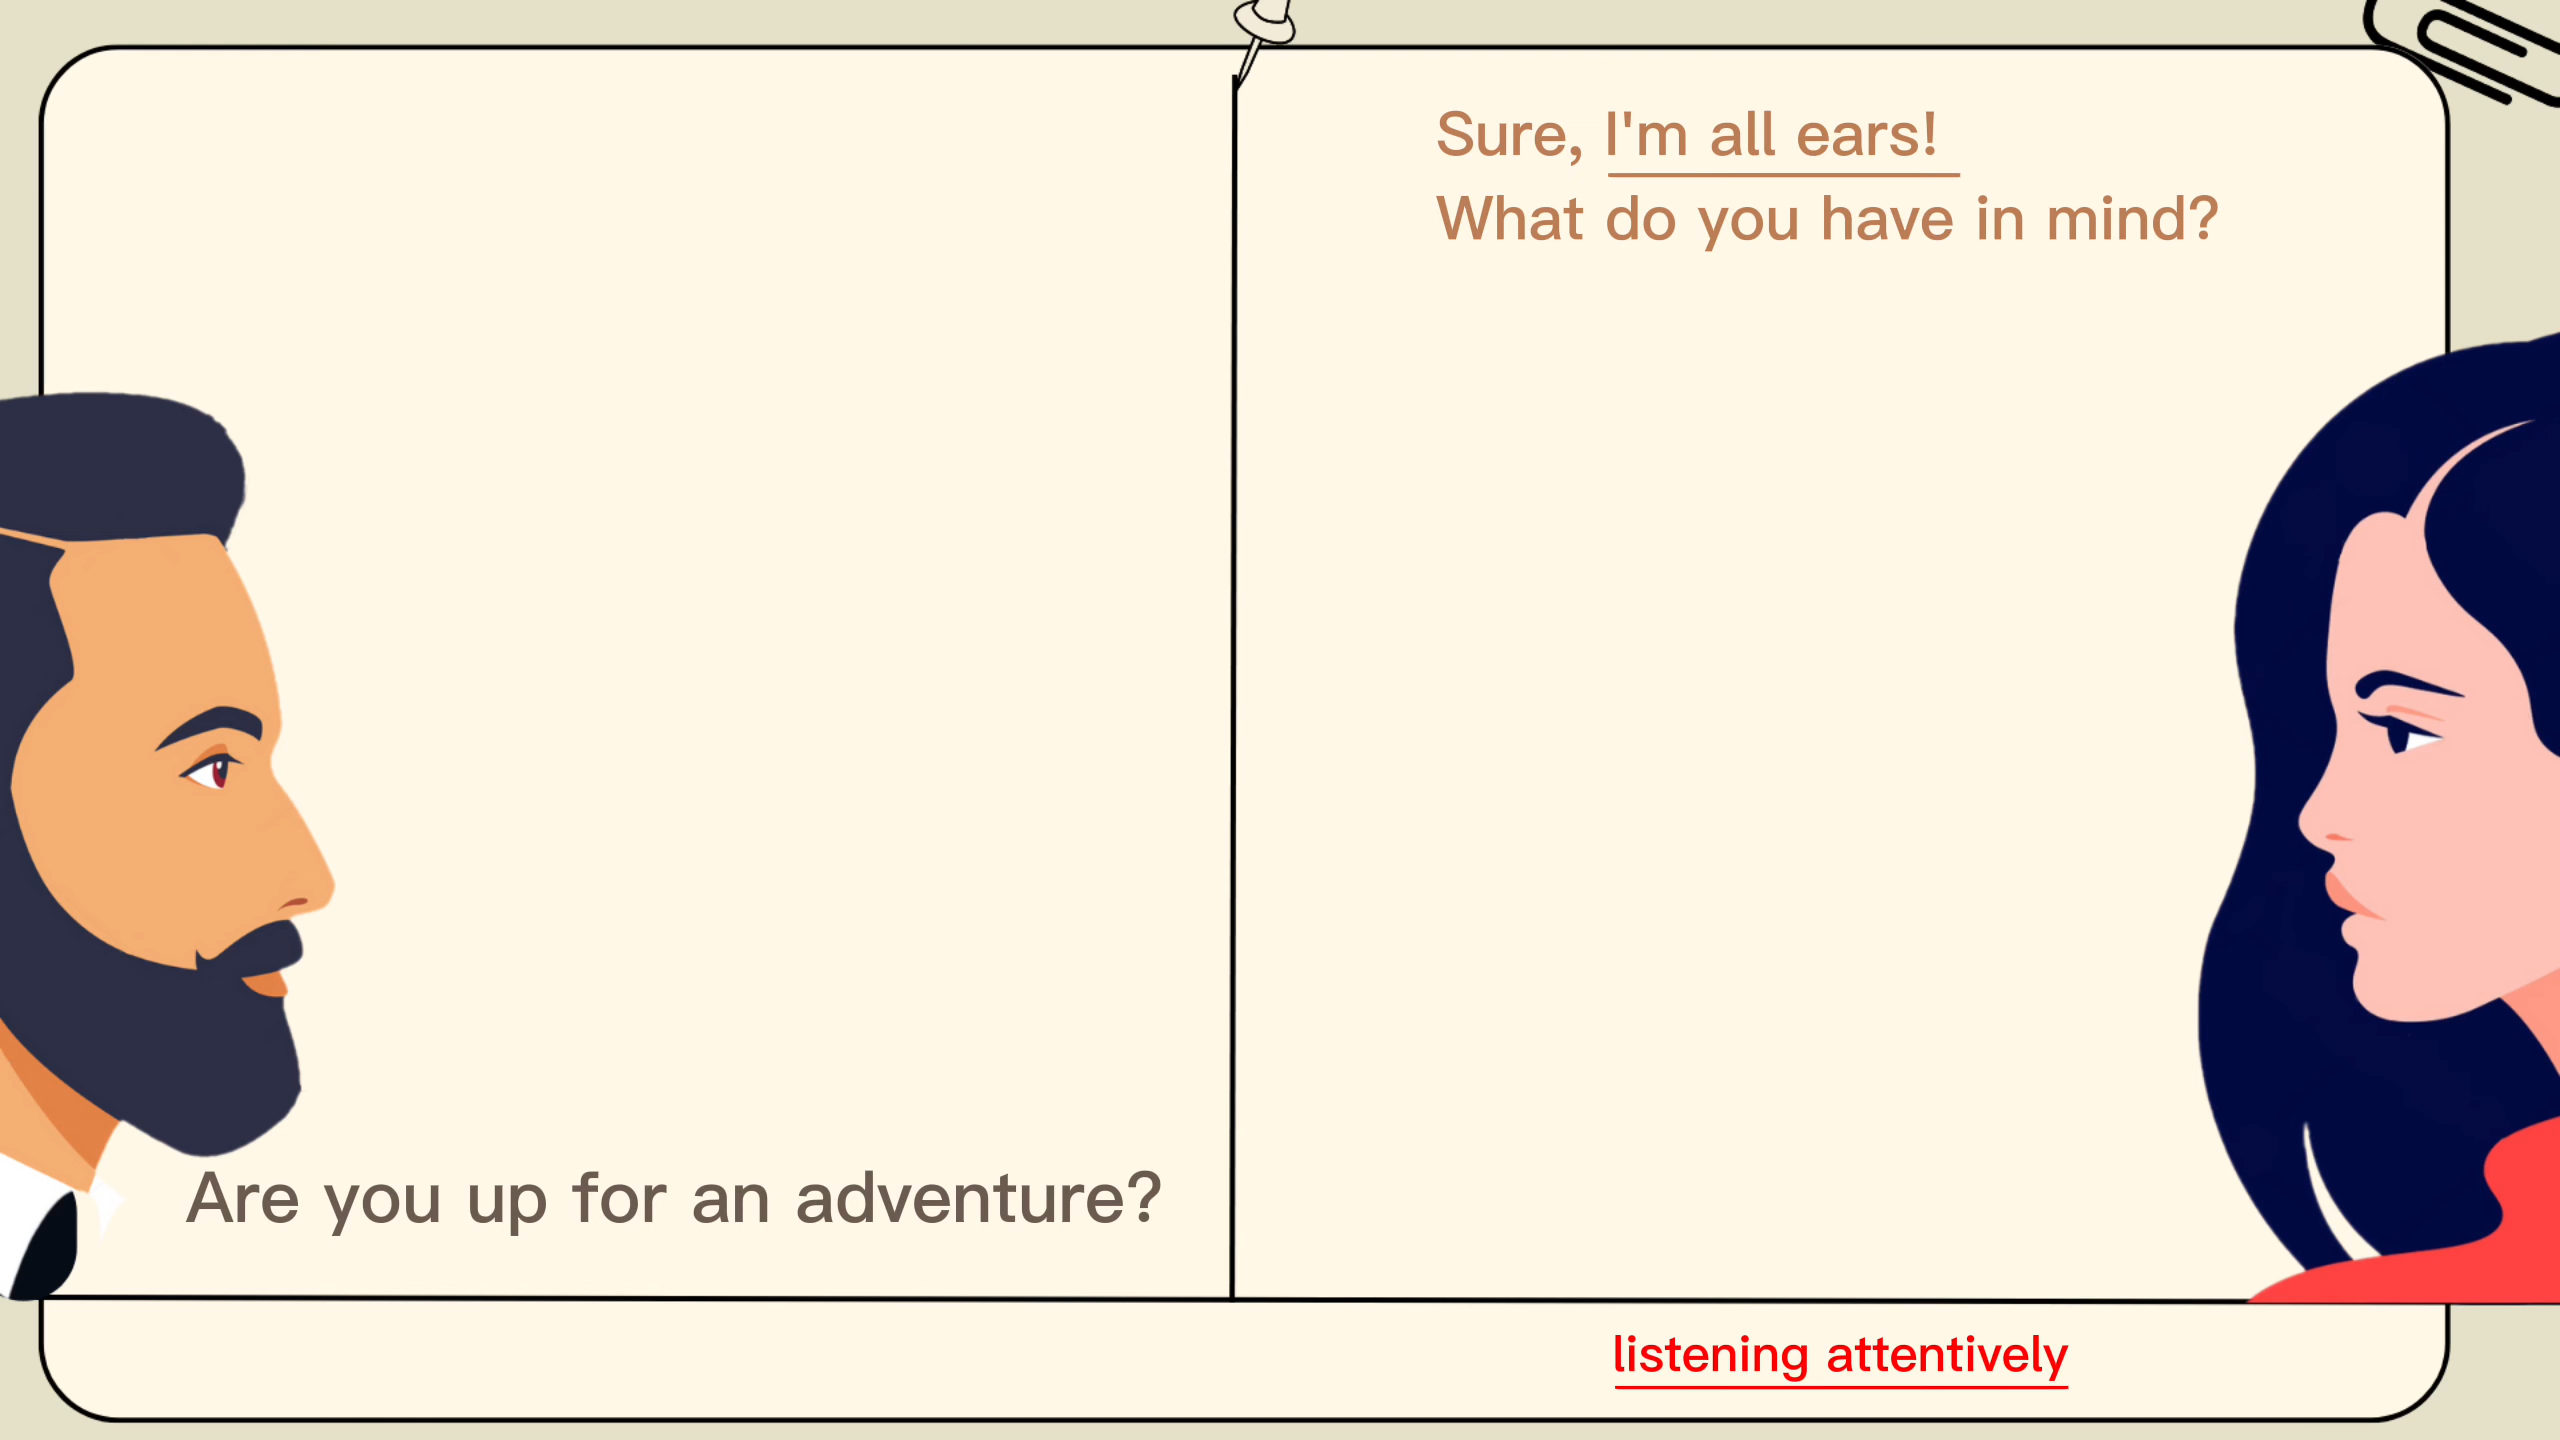 Are you up for an adventure?
Sure, I'm all ears!
What do you have in mind?
listening attentively